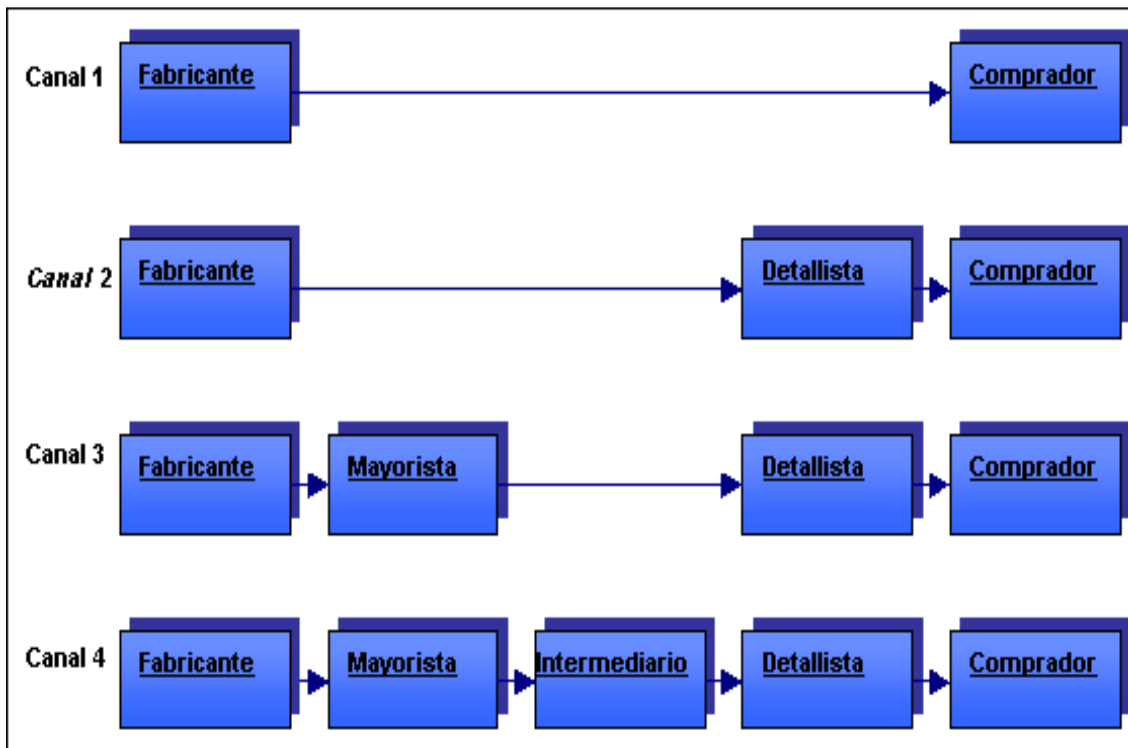 Canal 1 Fabricante Comprador
Canal 2 Fabricante Detallista Comprador
Canal 3 Fabricante Mayorista Detallista Comprador
Canal 4 Fabricante Mayorista Intermediario Detallista Comprador